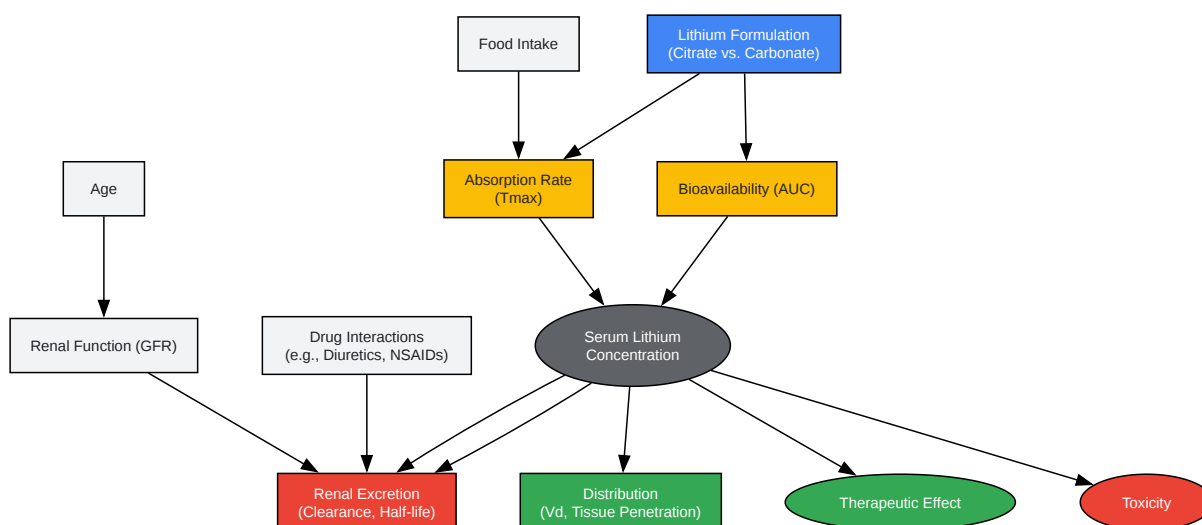 Food Intake
Lithium Formulation
(Citrate vs. Carbonate)
Age
Absorption Rate
(Tmax)
Bioavailability (AUC)
Renal Function (GFR)
Drug Interactions
(e.g., Diuretics, NSAIDs)
Serum Lithium
Concentration
Renal Excretion
(Clearance, Half-life)
Distribution
(Vd, Tissue Penetration)
Therapeutic Effect
Toxicity